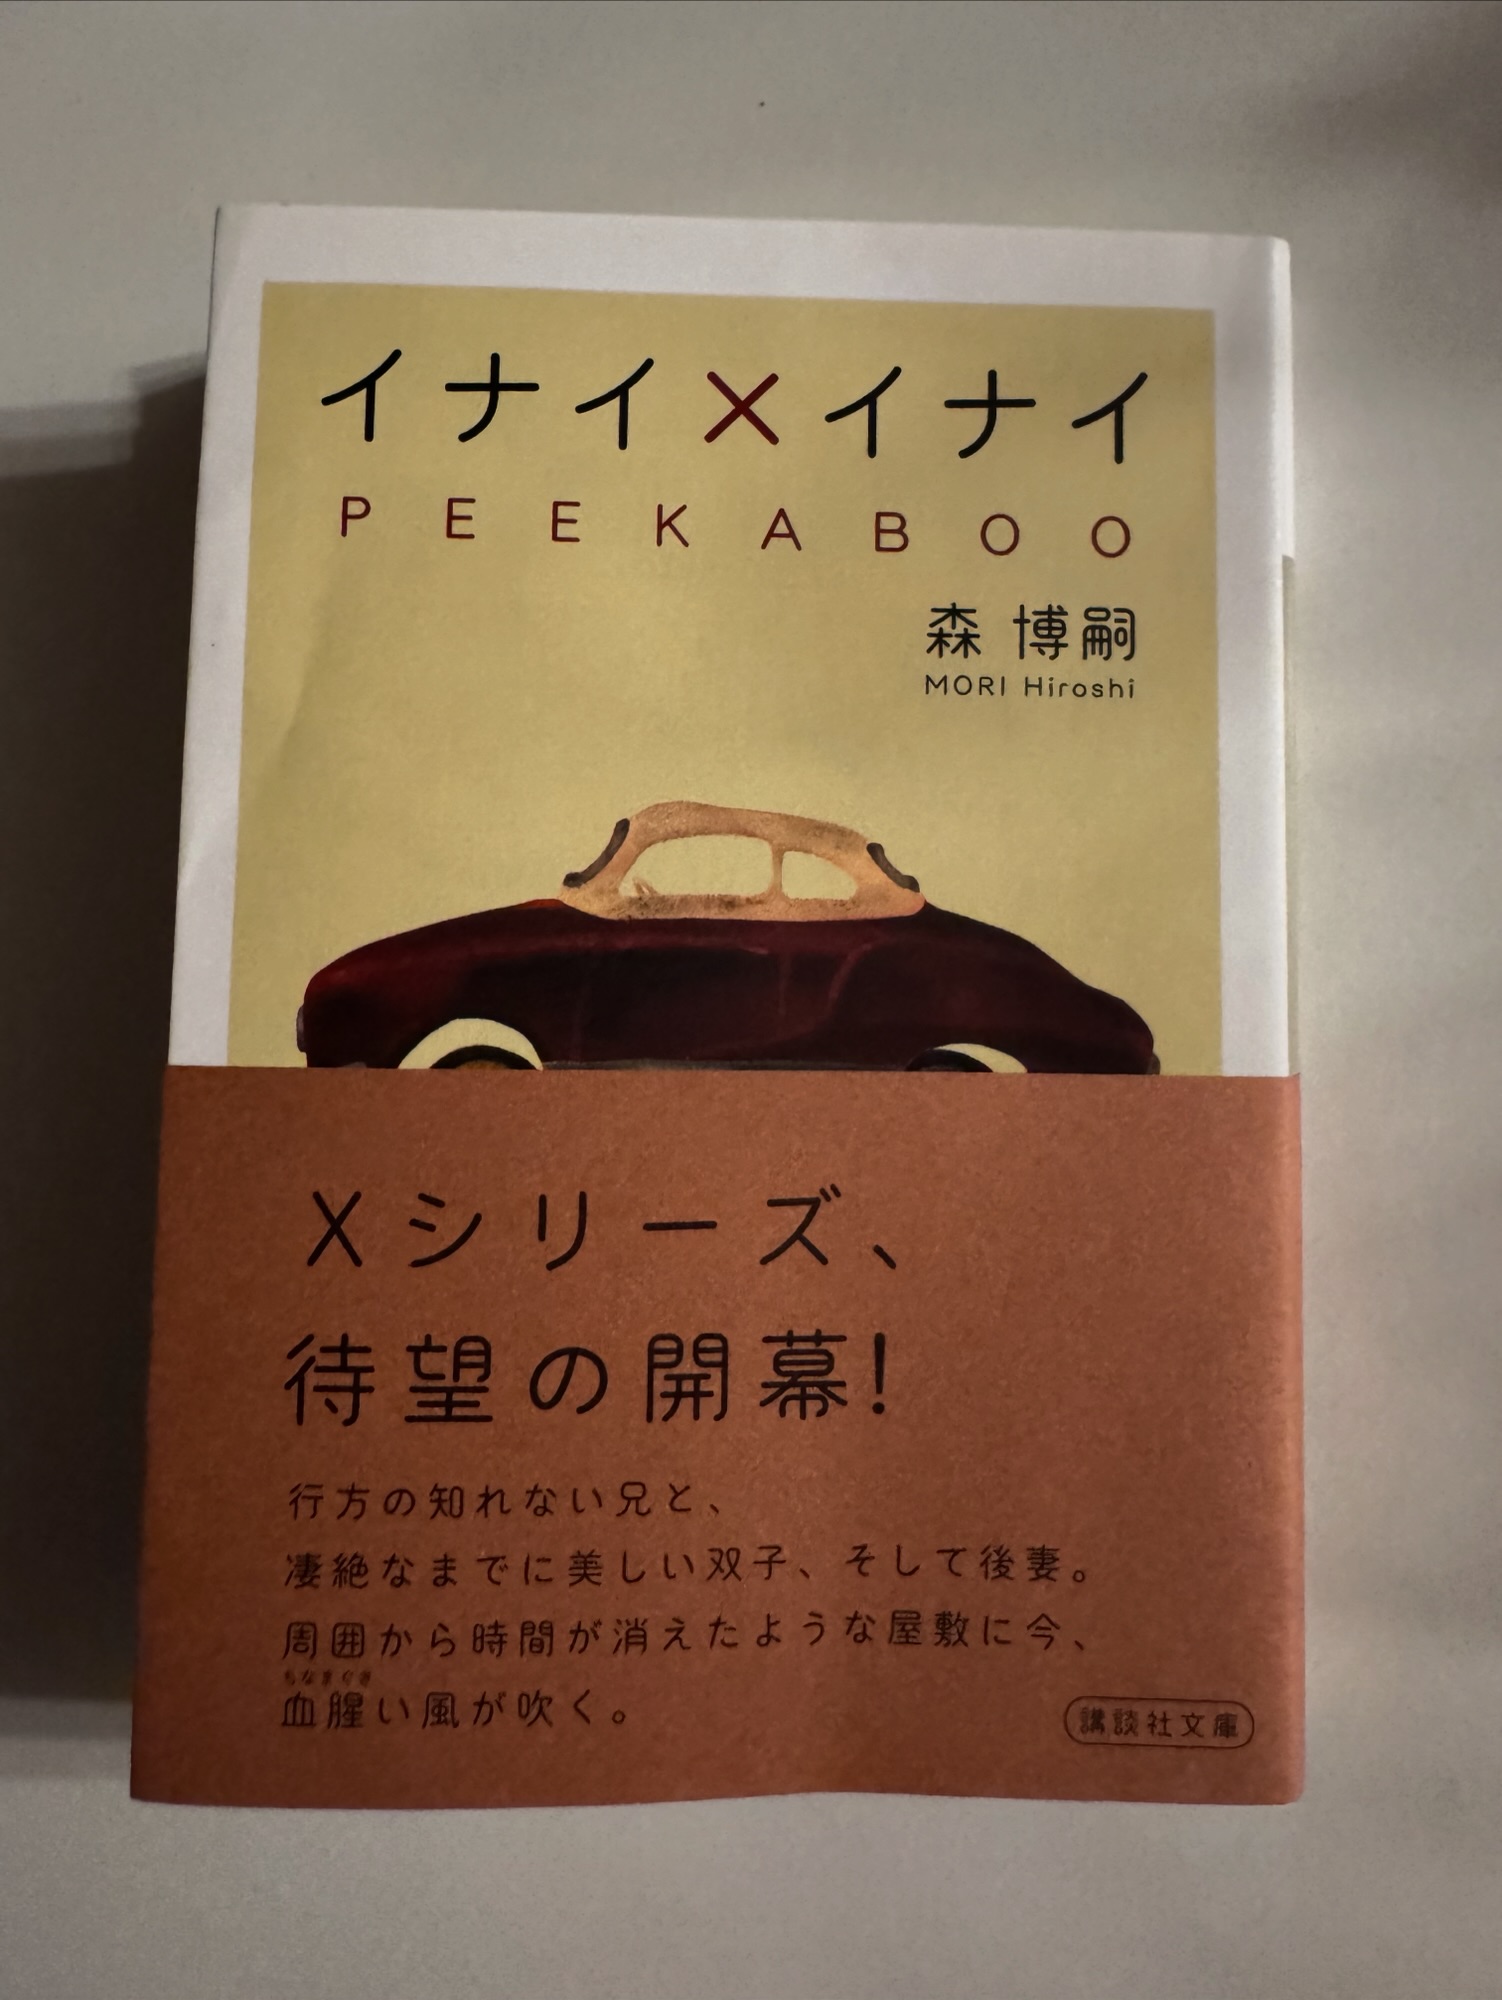 イナイ×イナイ
PEEKABOO
森 博嗣
MORI Hiroshi
Xシリーズ、
待望の開幕!
行方の知れない兄と、
凄絶なまでに美しい双子、そして後妻。
周囲から時間が消えたような屋敷に今、
ちなまぐさ
血腥い風が吹く。
講談社文庫